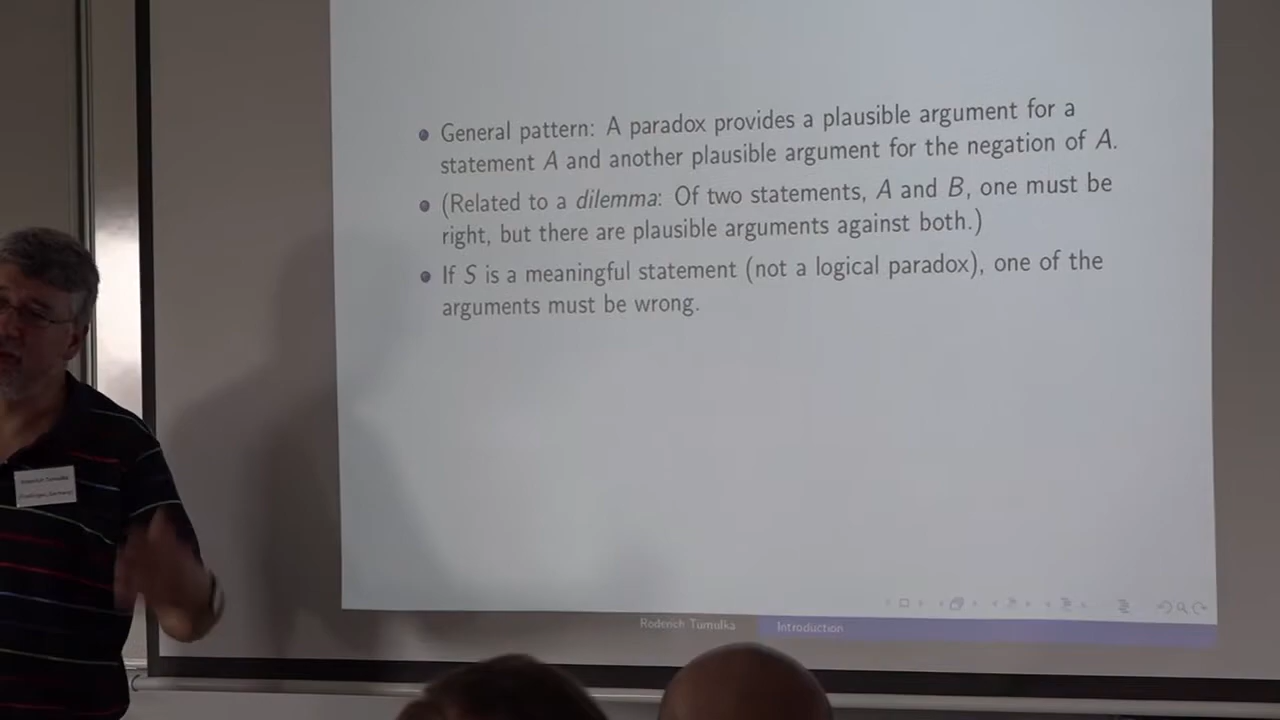 General pattern: A paradox provides a plausible argument for a
statement A and another plausible argument for the negation of A.
(Related to a dilemma: Of two statements, A and B, one must be
right, but there are plausible arguments against both.)
If S is a meaningful statement (not a logical paradox), one of the
arguments must be wrong.
Roderich Tumulka
Introduction
Roderich Tumulka